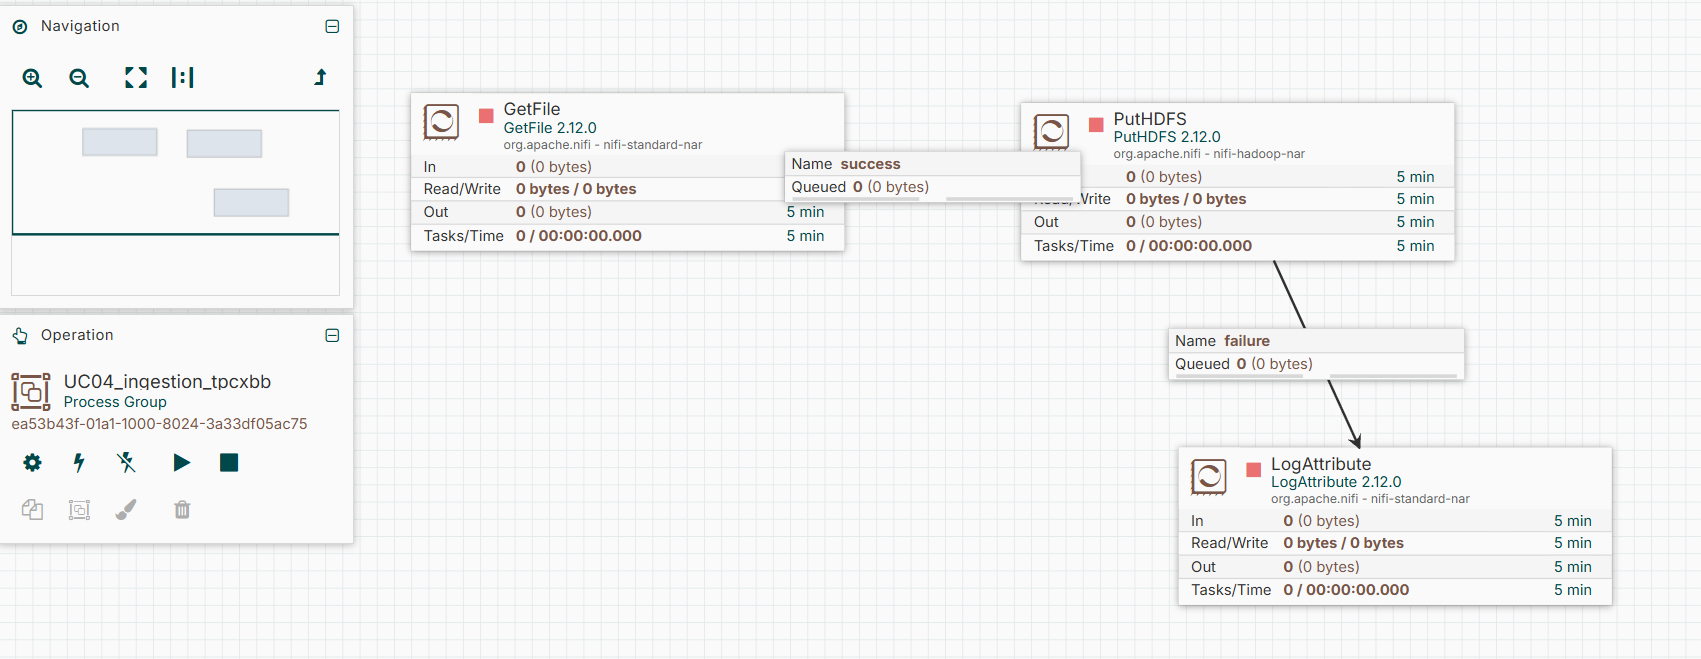 Navigation
Operation
UC04_ingestion_tpcxbb
Process Group
ea53b43f-01a1-1000-8024-3a33df05ac75
GetFile
GetFile 2.12.0
org.apache.nifi - nifi-standard-nar
In 0 (0 bytes)
Read/Write 0 bytes / 0 bytes
Out 0 (0 bytes) 5 min
Tasks/Time 0 / 00:00:00.000 5 min
Name success
Queued 0 (0 bytes)
PutHDFS
PutHDFS 2.12.0
org.apache.nifi - nifi-hadoop-nar
0 (0 bytes) 5 min
Read/Write 0 bytes / 0 bytes 5 min
Out 0 (0 bytes) 5 min
Tasks/Time 0 / 00:00:00.000 5 min
Name failure
Queued 0 (0 bytes)
LogAttribute
LogAttribute 2.12.0
org.apache.nifi - nifi-standard-nar
In 0 (0 bytes) 5 min
Read/Write 0 bytes / 0 bytes 5 min
Out 0 (0 bytes) 5 min
Tasks/Time 0 / 00:00:00.000 5 min